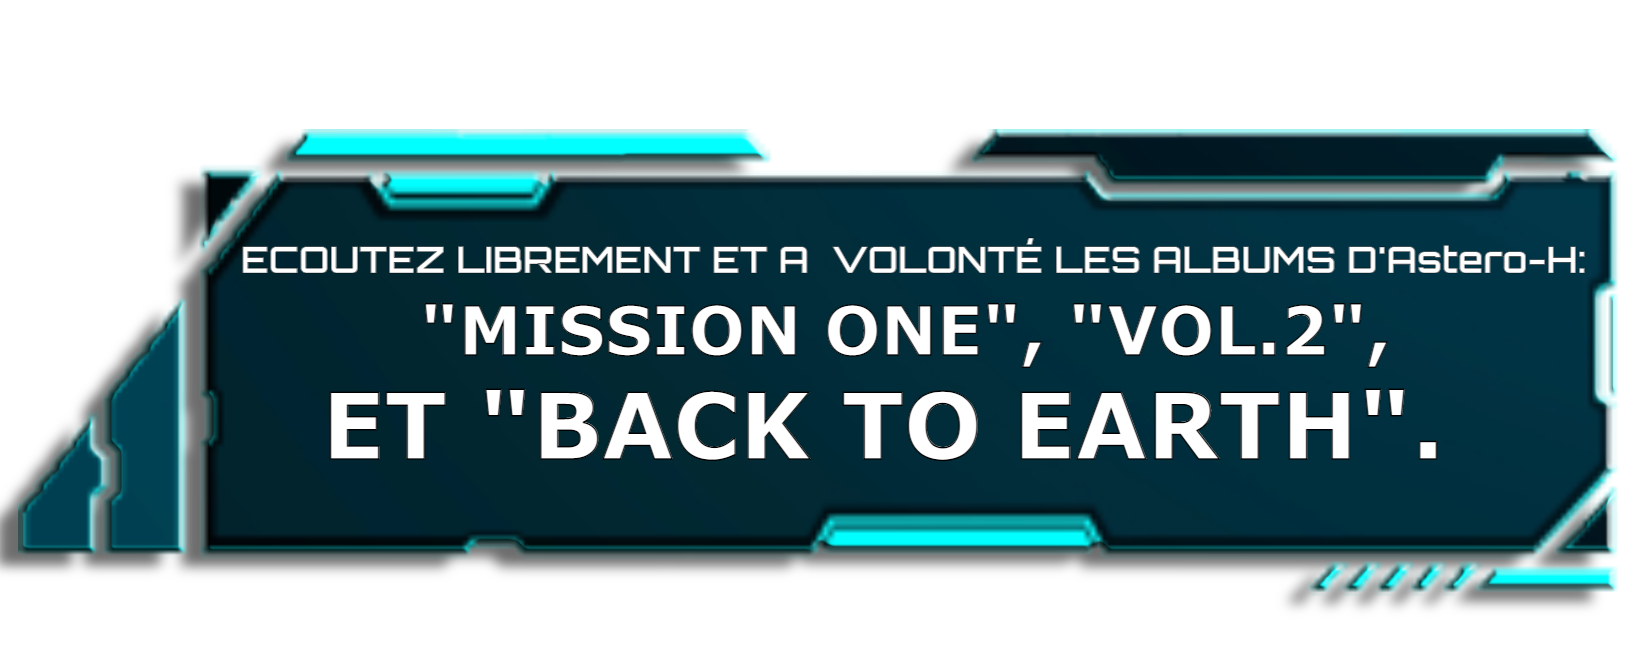 ECOUTEZ LIBREMENT ET A VOLONTÉ LES ALBUMS D'Astero-H:
"MISSION ONE", "VOL.2",
ET "BACK TO EARTH".